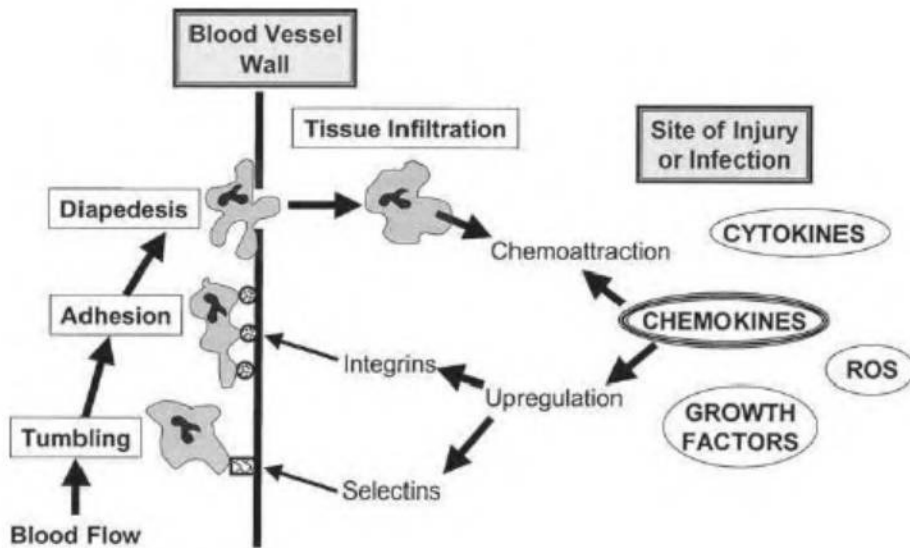 Blood Vessel
Wall
Tissue Infiltration
Site of Injury
or Infection
Diapedesis
Chemoattraction
CYTOKINES
Adhesion
CHEMOKINES
Integrins
ROS
Upregulation
GROWTH
FACTORS
Tumbling
Selectins
Blood Flow